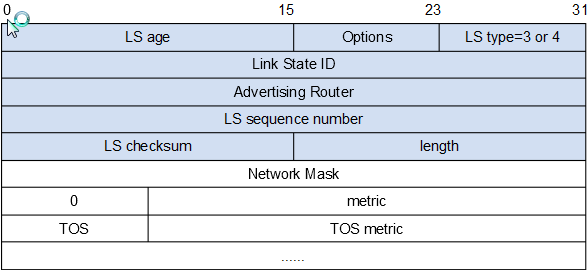 0 15 23 31
LS age Options LS type=3 or 4
Link State ID
Advertising Router
LS sequence number
LS checksum length
Network Mask
0 metric
TOS TOS metric
......